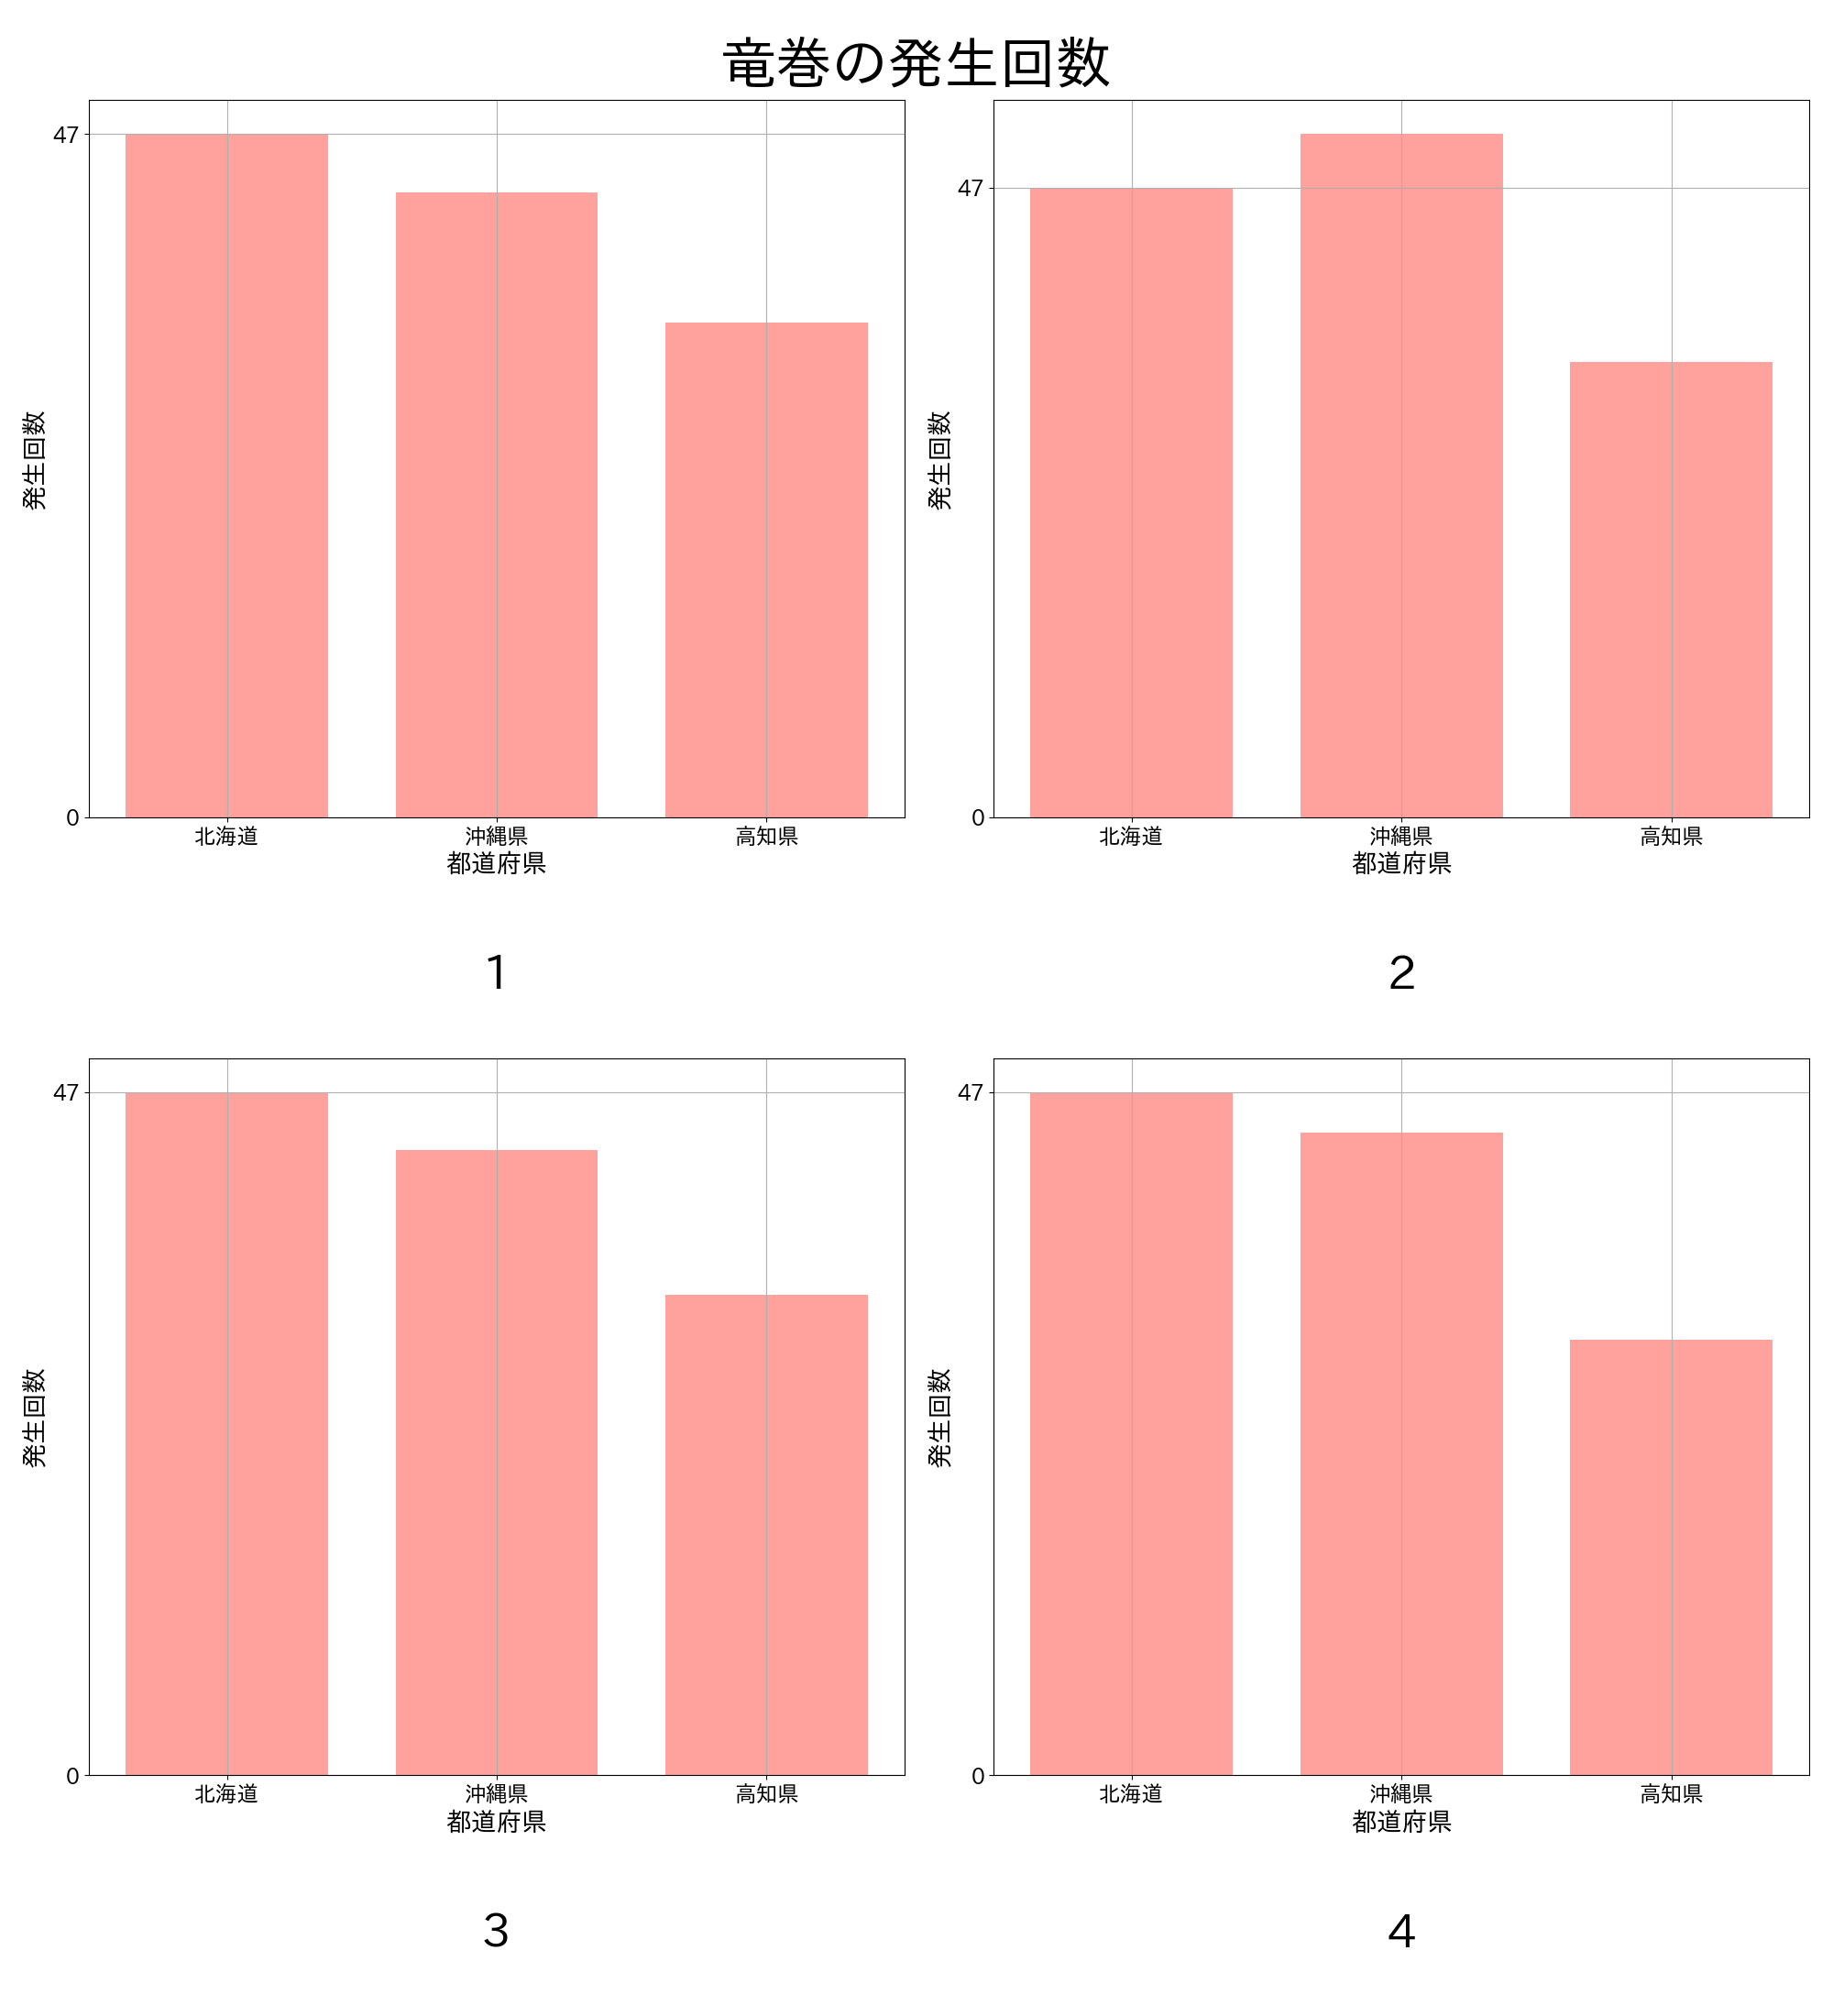 竜巻の発生回数
47
0
発生回数
北海道 沖縄県 高知県
都道府県
1
47
0
発生回数
北海道 沖縄県 高知県
都道府県
2
47
0
発生回数
北海道 沖縄県 高知県
都道府県
3
47
0
発生回数
北海道 沖縄県 高知県
都道府県
4